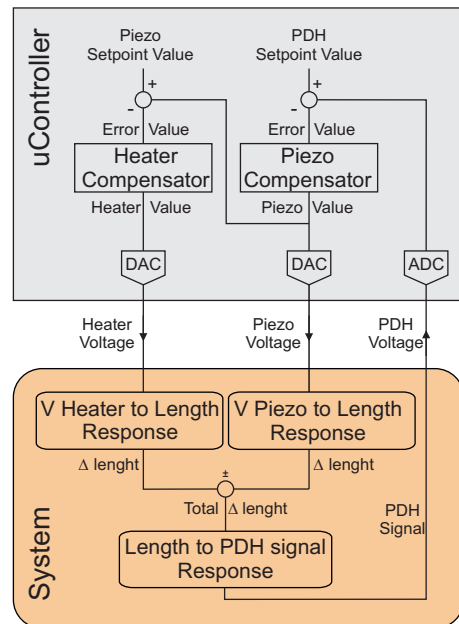 uController
Piezo
Setpoint Value
PDH
Setpoint Value
+
-
+
-
Error Value
Error Value
Heater
Compensator
Piezo
Compensator
Heater Value
Piezo Value
DAC
DAC
ADC
Heater
Voltage
Piezo
Voltage
PDH
Voltage
System
V Heater to Length
Response
V Piezo to Length
Response
Δ lenght
±
Δ lenght
Total Δ lenght
PDH
Signal
Length to PDH signal
Response